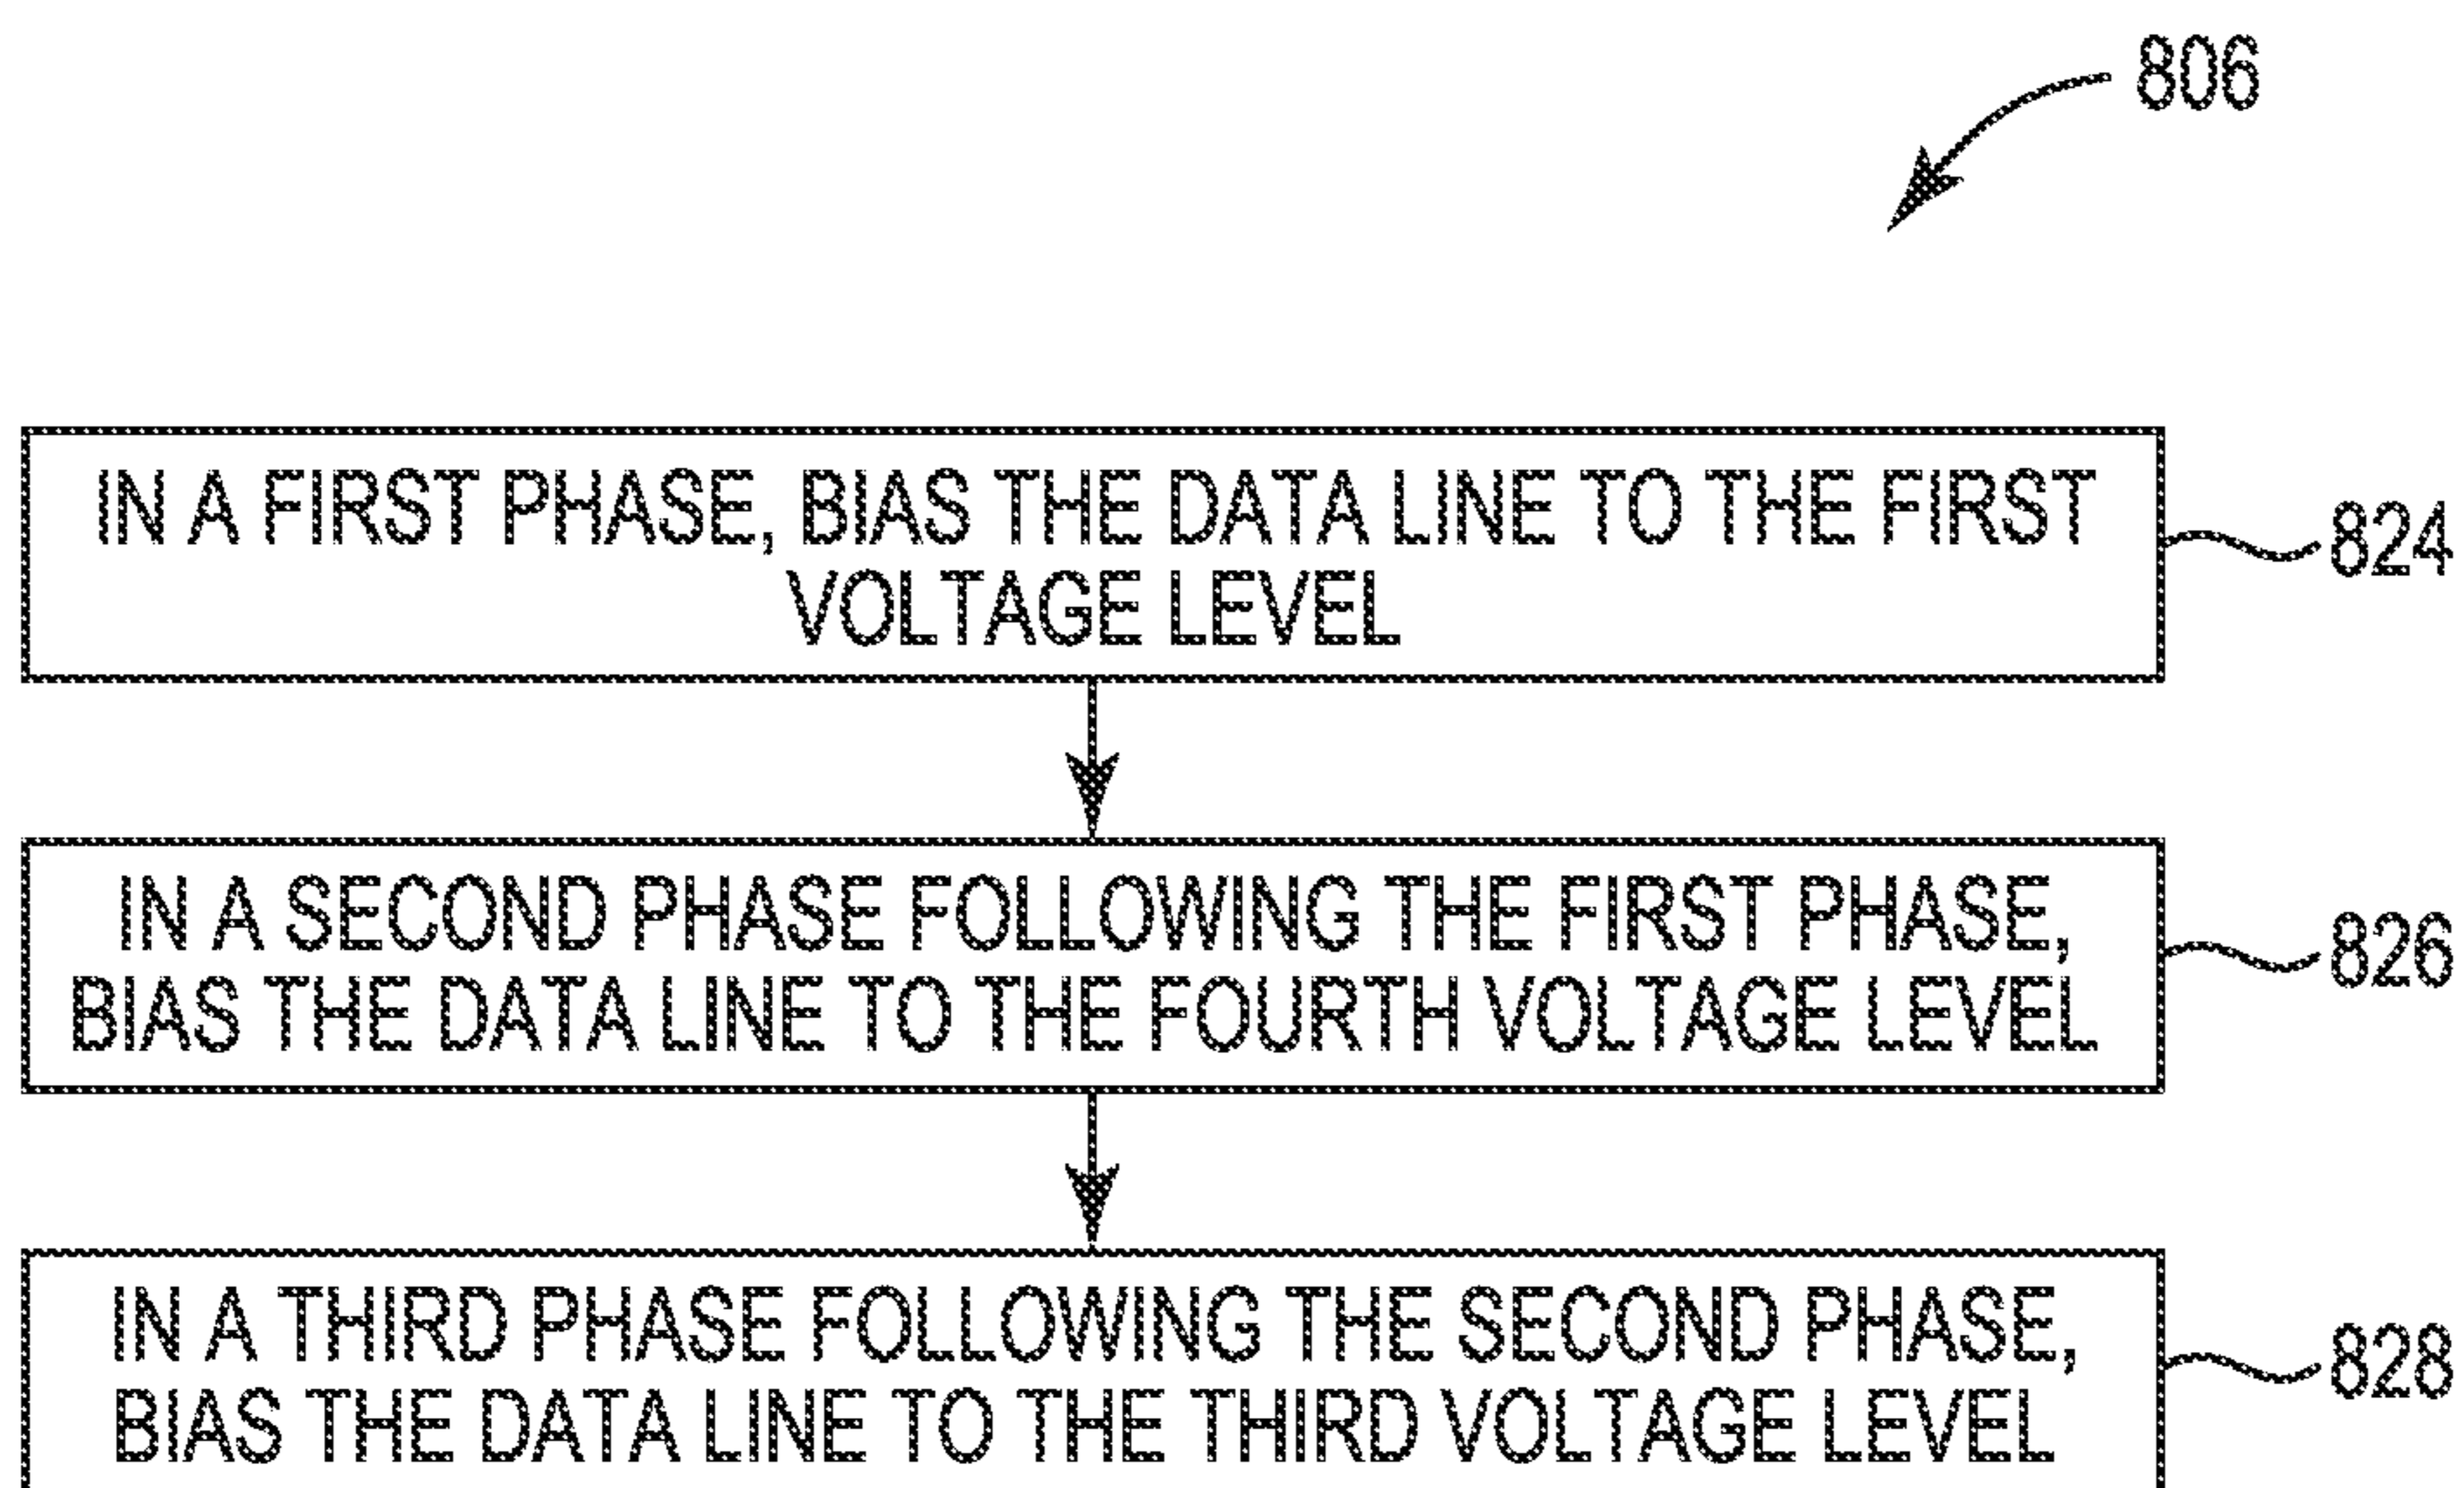 806
IN A FIRST PHASE, BIAS THE DATA LINE TO THE FIRST
VOLTAGE LEVEL
824
IN A SECOND PHASE FOLLOWING THE FIRST PHASE,
BIAS THE DATA LINE TO THE FOURTH VOLTAGE LEVEL
826
IN A THIRD PHASE FOLLOWING THE SECOND PHASE,
BIAS THE DATA LINE TO THE THIRD VOLTAGE LEVEL
828